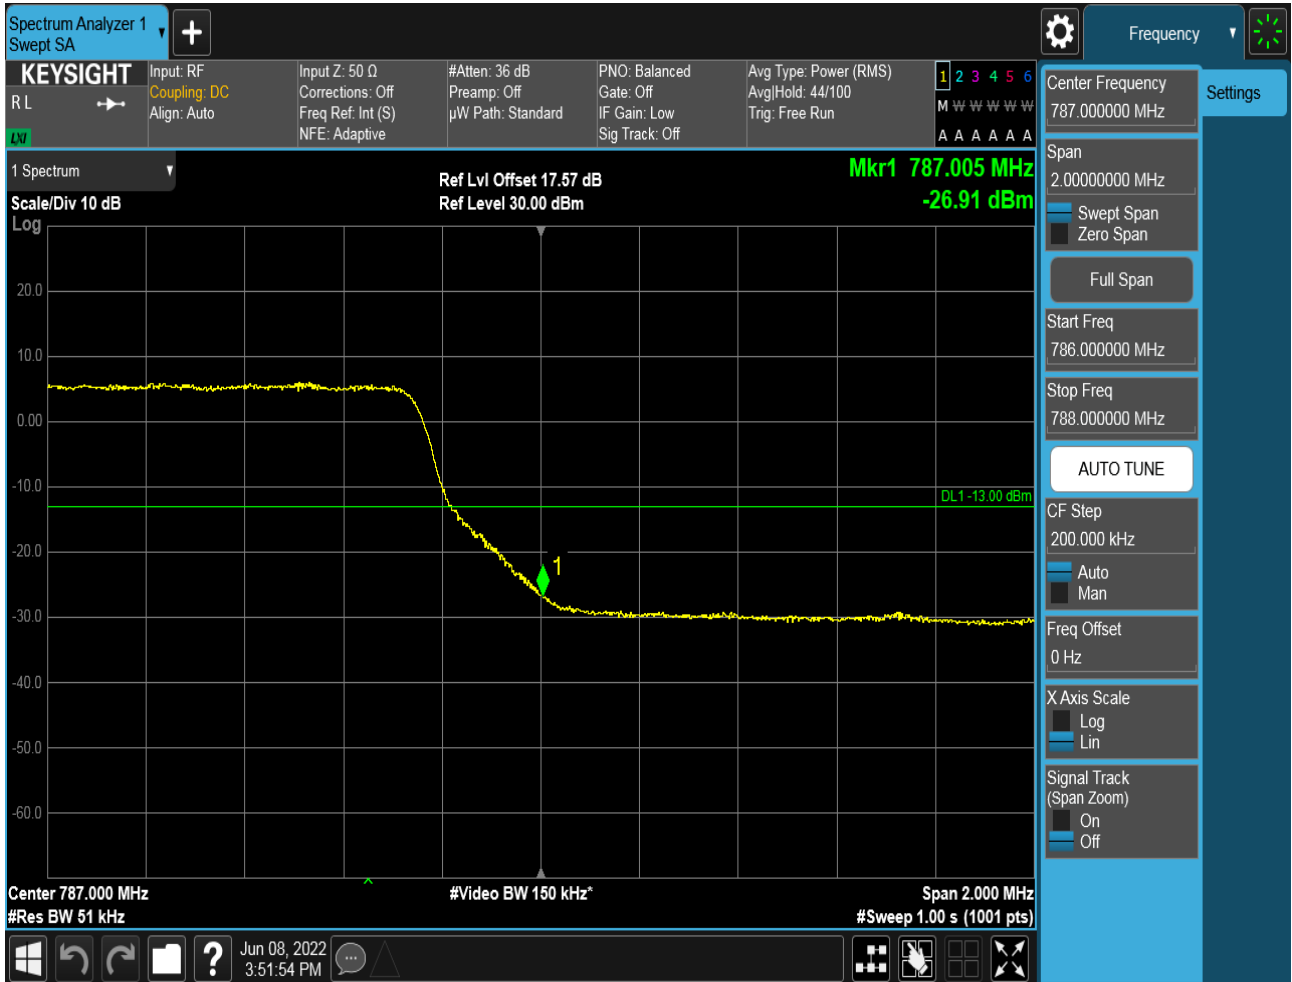 Spectrum Analyzer 1
Swept SA
Frequency
KEYSIGHT
R L
LXI
Input: RF
Coupling: DC
Align: Auto
Input Z: 50 Ω
Corrections: Off
Freq Ref: Int (S)
NFE: Adaptive
#Atten: 36 dB
Preamp: Off
µW Path: Standard
PNO: Balanced
Gate: Off
IF Gain: Low
Sig Track: Off
Avg Type: Power (RMS)
Avg|Hold: 44/100
Trig: Free Run
1 2 3 4 5 6
M W W W W W
A A A A A A
1 Spectrum
Scale/Div 10 dB
Log
Ref Lvl Offset 17.57 dB
Ref Level 30.00 dBm
Mkr1 787.005 MHz
-26.91 dBm
20.0
10.0
0.00
-10.0
-20.0
-30.0
-40.0
-50.0
-60.0
DL1 -13.00 dBm
1
Center 787.000 MHz
#Res BW 51 kHz
#Video BW 150 kHz*
Span 2.000 MHz
#Sweep 1.00 s (1001 pts)
?
Jun 08, 2022
3:51:54 PM
Center Frequency
787.000000 MHz
Settings
Span
2.00000000 MHz
Swept Span
Zero Span
Full Span
Start Freq
786.000000 MHz
Stop Freq
788.000000 MHz
AUTO TUNE
CF Step
200.000 kHz
Auto
Man
Freq Offset
0 Hz
X Axis Scale
Log
Lin
Signal Track
(Span Zoom)
On
Off